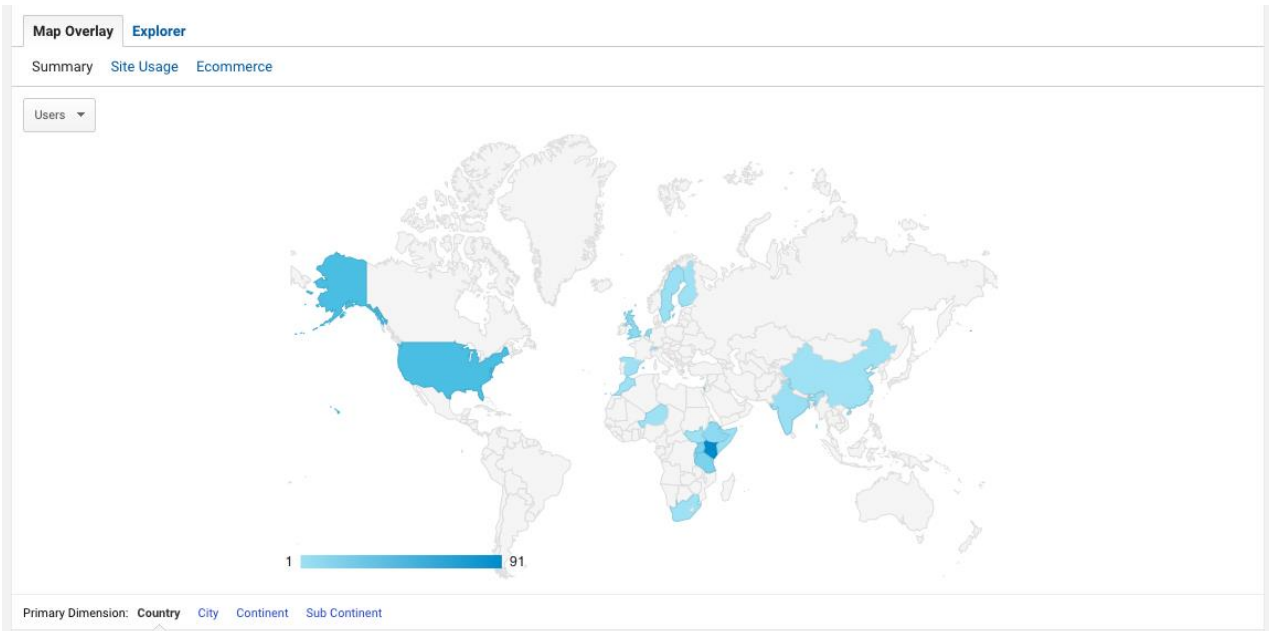 Map Overlay Explorer
Summary Site Usage Ecommerce
Users
1 91
Primary Dimension: Country City Continent Sub Continent